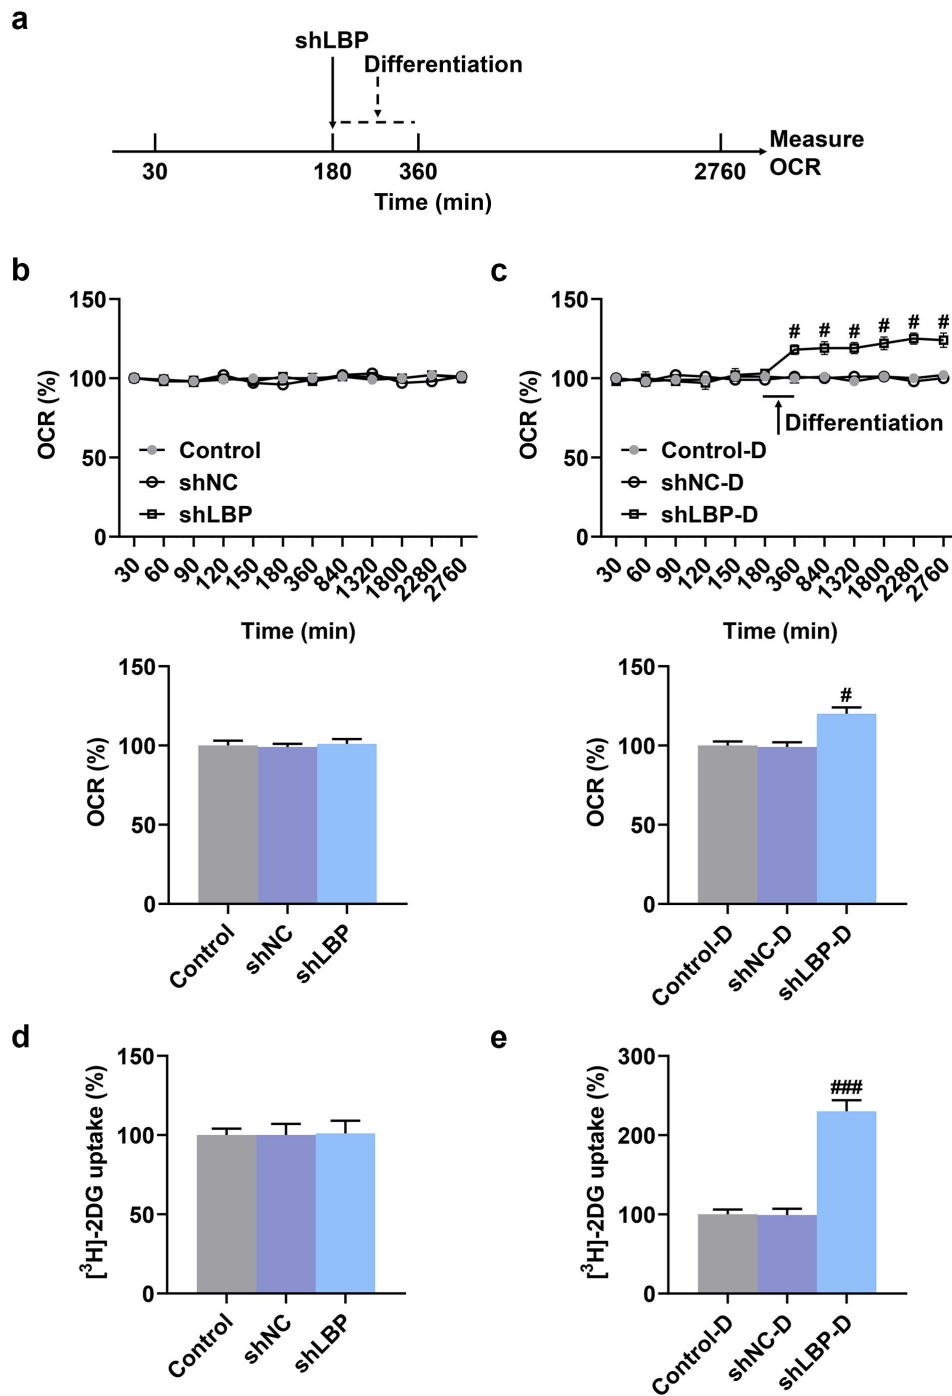 a
shLBP
Differentiation
30
180
360
2760
Measure
OCR
Time (min)
b
OCR (%)
150
100
50
0
Control
shNC
shLBP
30
60
90
120
150
180
360
840
1320
1800
2280
2760
Time (min)
OCR (%)
150
100
50
0
Control
shNC
shLBP
c
OCR (%)
150
100
50
0
# # # # # #
Differentiation
Control-D
shNC-D
shLBP-D
30
60
90
120
150
180
360
840
1320
1800
2280
2760
Time (min)
OCR (%)
150
100
50
0
#
Control-D
shNC-D
shLBP-D
d
[³H]-2DG uptake (%)
150
100
50
0
Control
shNC
shLBP
e
[³H]-2DG uptake (%)
300
200
100
0
###
Control-D
shNC-D
shLBP-D